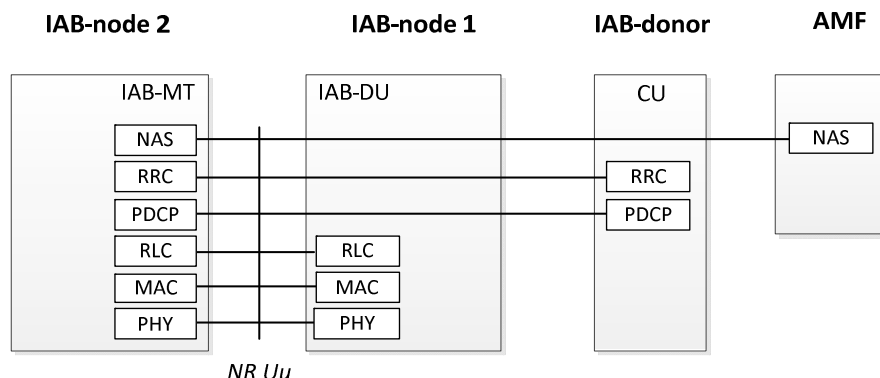 IAB-node 2 IAB-node 1 IAB-donor AMF
IAB-MT IAB-DU CU
NAS NAS
RRC RRC
PDCP PDCP
RLC RLC
MAC MAC
PHY PHY
NR Uu